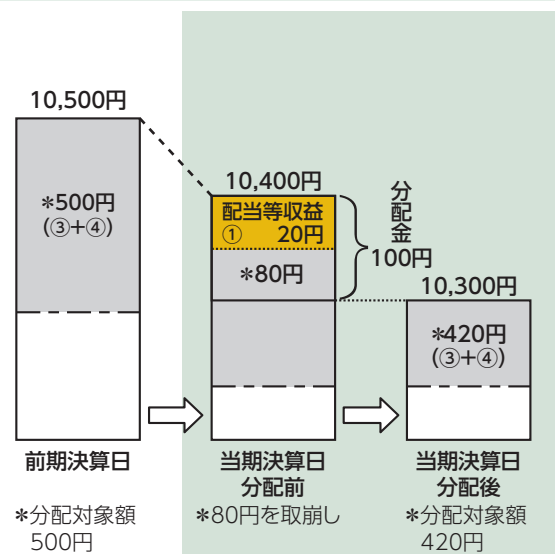 10,500円
*500円
(③+④)
前期決算日
*分配対象額
500円
10,400円
配当等収益
① 20円
*80円
分配金
100円
当期決算日
分配前
*80円を取崩し
10,300円
*420円
(③+④)
当期決算日
分配後
*分配対象額
420円